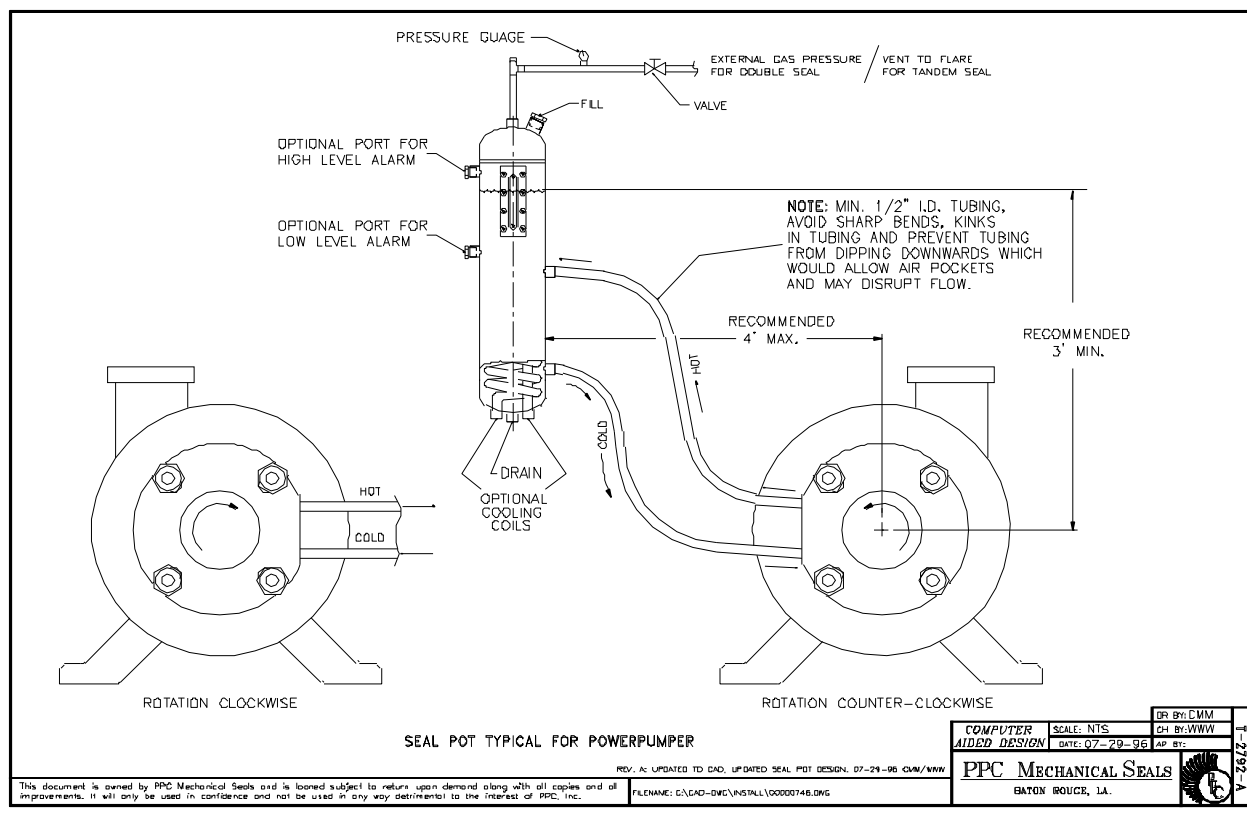 PRESSURE GUAGE
EXTERNAL GAS PRESSURE
FOR DOUBLE SEAL
VENT TO FLARE
FOR TANDEM SEAL
VALVE
FILL
OPTIONAL PORT FOR
HIGH LEVEL ALARM
OPTIONAL PORT FOR
LOW LEVEL ALARM
NOTE: MIN. 1/2" I.D. TUBING,
AVOID SHARP BENDS, KINKS
IN TUBING AND PREVENT TUBING
FROM DIPPING DOWNWARDS WHICH
WOULD ALLOW AIR POCKETS
AND MAY DISRUPT FLOW.
RECOMMENDED
4' MAX.
RECOMMENDED
3' MIN.
HOT
COLD
DRAIN
OPTIONAL
COOLING
COILS
HOT
COLD
ROTATION CLOCKWISE
ROTATION COUNTER-CLOCKWISE
SEAL POT TYPICAL FOR POWERPUMPER
REV. A: UPDATED TO CAD, UPDATED SEAL POT DESIGN. 07-29-96 CMM/WWW
This document is owned by PPC Mechanical Seals and is loaned subject to return upon demand along with all copies and all
improvements. It will only be used in confidence and not be used in any way detrimental to the interest of PPC, Inc.
FILENAME: G:\CAD-DWG\INSTALL\GOOD0746.DWG
COMPUTER
AIDED DESIGN
SCALE: NTS
DATE: 07-29-96
DR BY: CMM
CH BY: WWW
AP BY:
PPC MECHANICAL SEALS
BATON ROUGE, LA.
PPC
T-2792-A